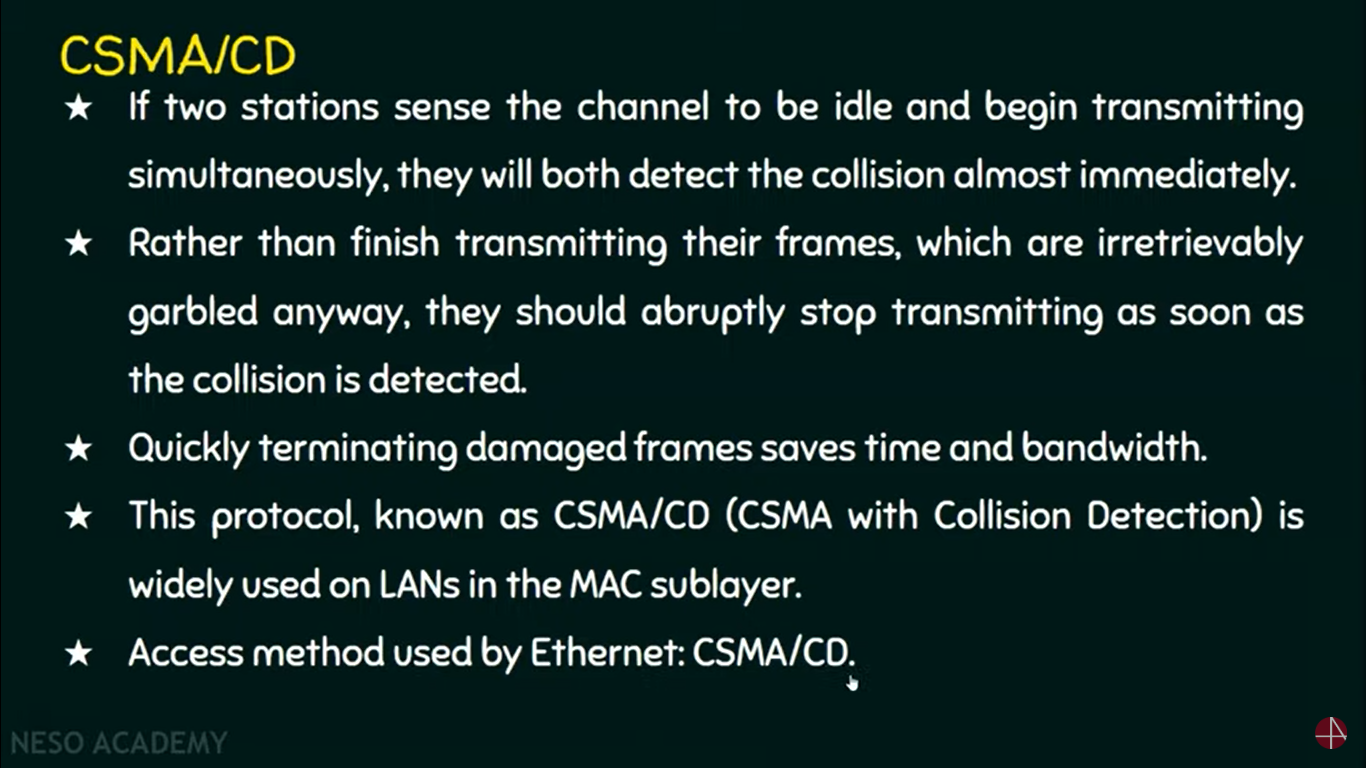 CSMA/CD
★ If two stations sense the channel to be idle and begin transmitting
simultaneously, they will both detect the collision almost immediately.
★ Rather than finish transmitting their frames, which are irretrievably
garbled anyway, they should abruptly stop transmitting as soon as
the collision is detected.
★ Quickly terminating damaged frames saves time and bandwidth.
★ This protocol, known as CSMA/CD (CSMA with Collision Detection) is
widely used on LANs in the MAC sublayer.
★ Access method used by Ethernet: CSMA/CD.
NESO ACADEMY